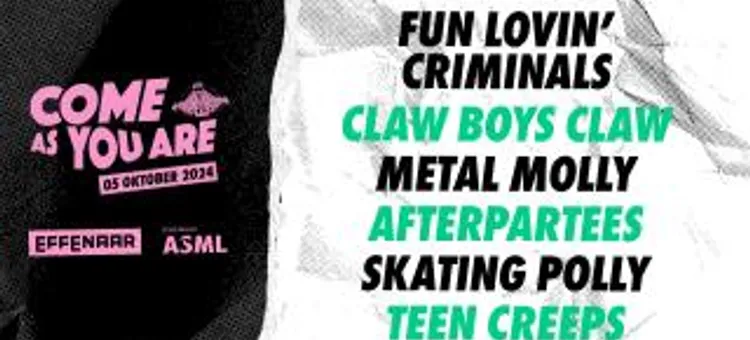 COME
AS YOU ARE
05 OKTOBER 2024
EFFENAAR
ASML
FUN LOVIN'
CRIMINALS
CLAW BOYS CLAW
METAL MOLLY
AFTERPARTEES
SKATING POLLY
TEEN CREEPS